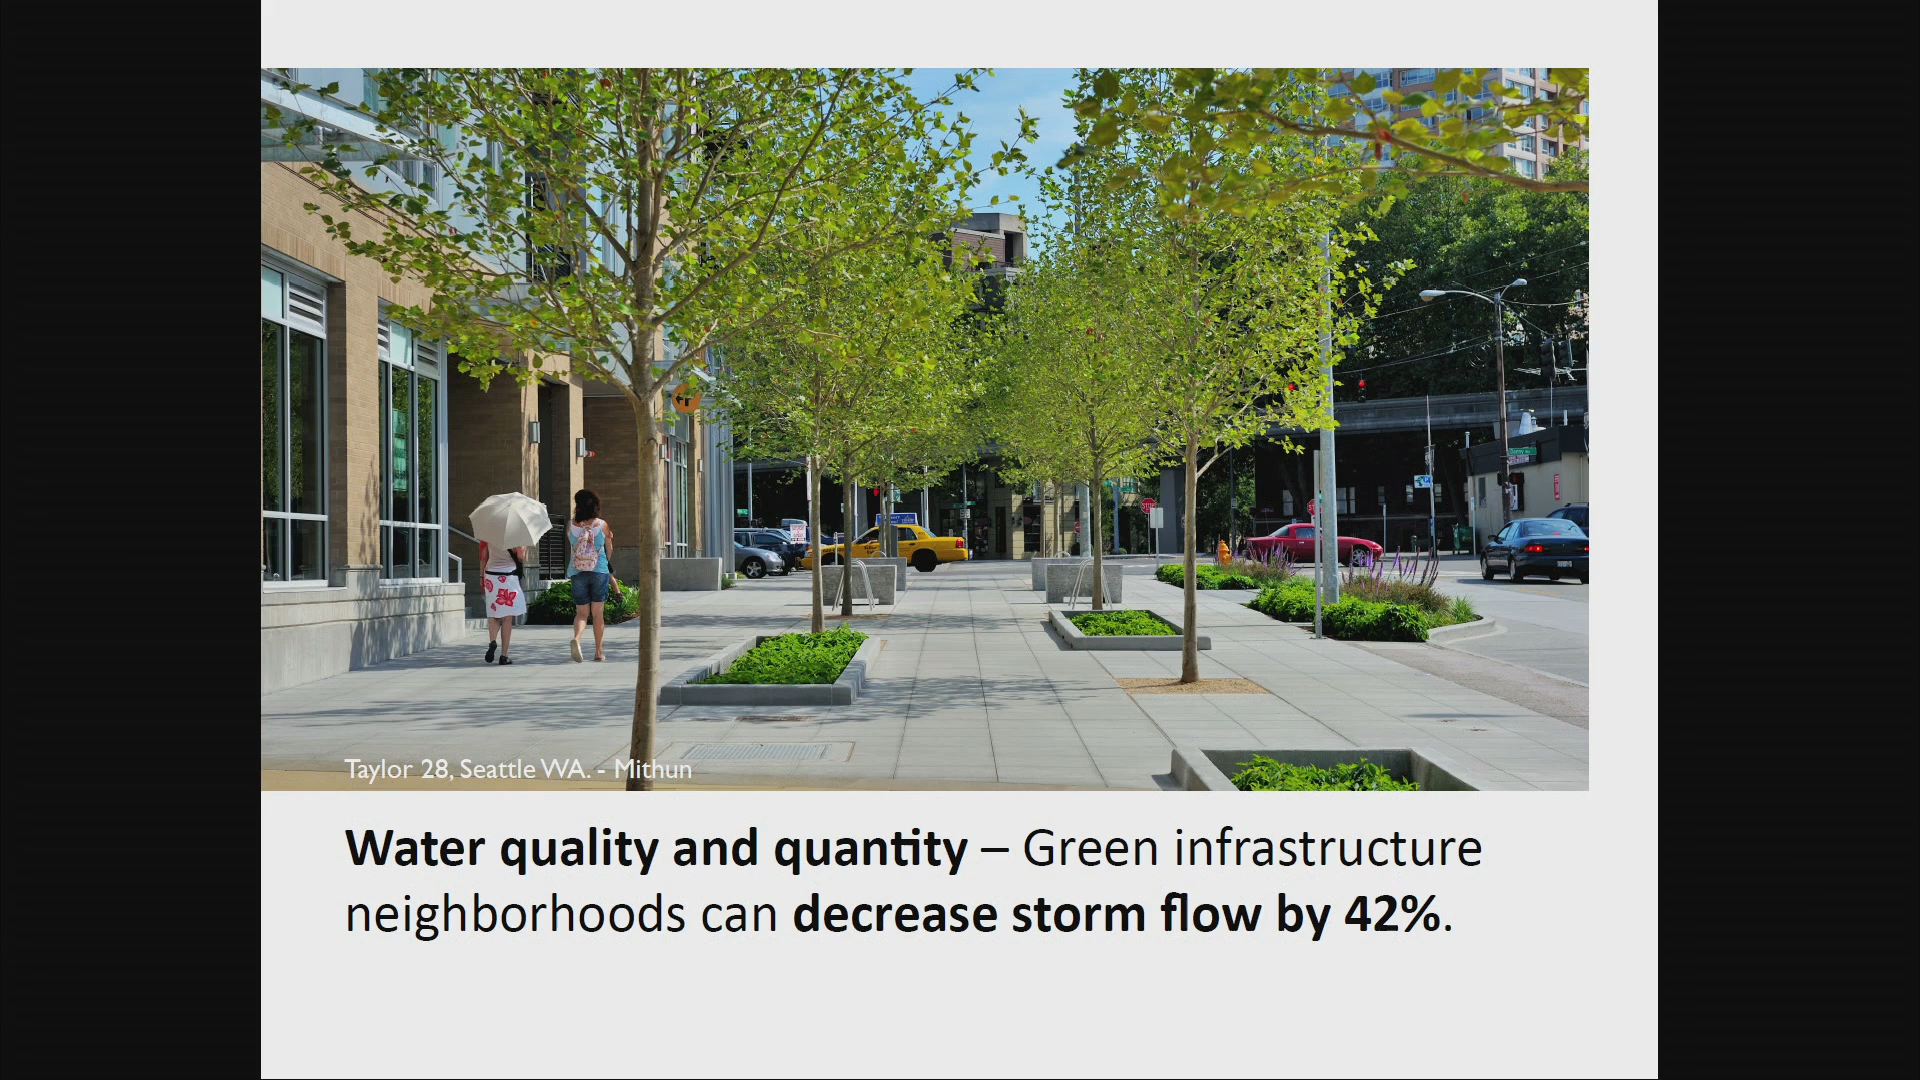 Taylor 28, Seattle WA. - Mithun
Water quality and quantity – Green infrastructure
neighborhoods can decrease storm flow by 42%.